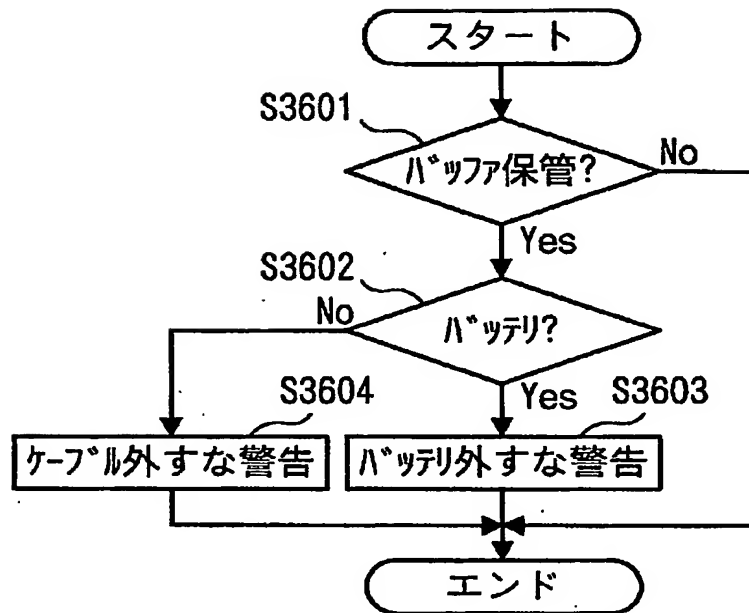 スタート
S3601
バッファ保管?
No
Yes
S3602
No
バッテリ?
Yes
S3604
S3603
ケーブル外すな警告
バッテリ外すな警告
エンド